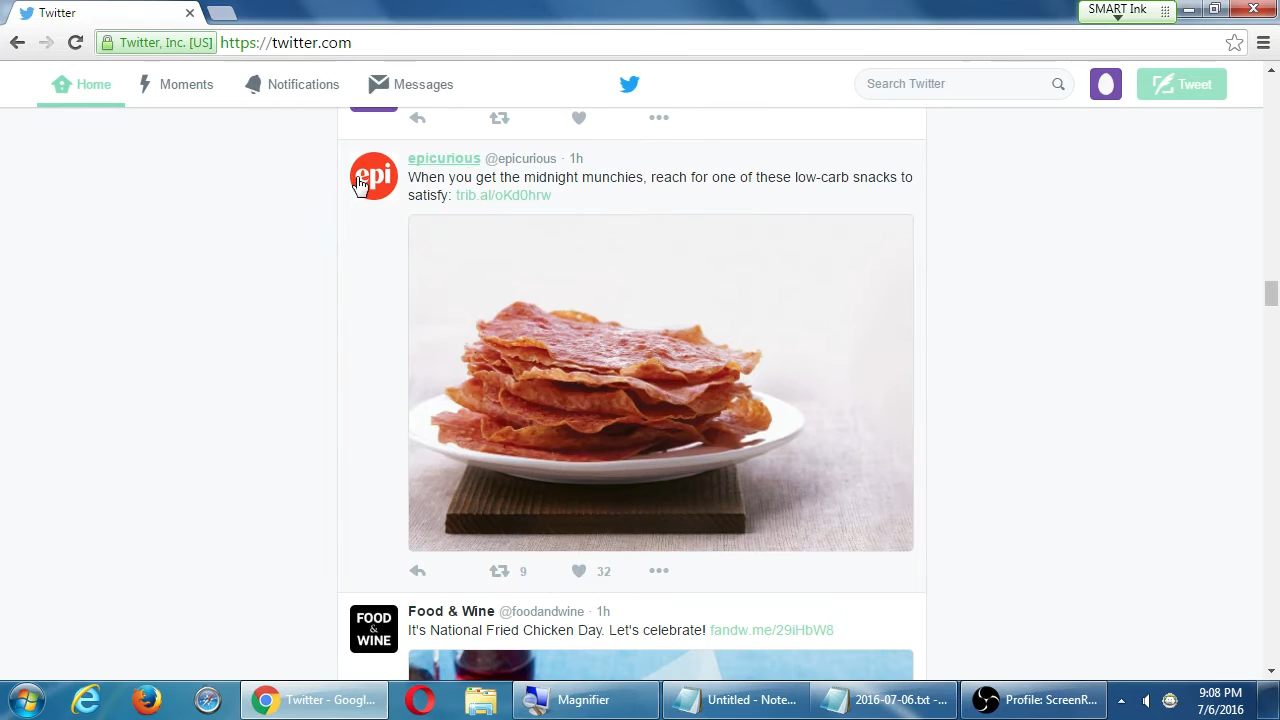 Twitter
SMART Ink
Twitter, Inc. [US] https://twitter.com
Home Moments Notifications Messages Search Twitter Tweet
epicurious @epicurious · 1h
epi
When you get the midnight munchies, reach for one of these low-carb snacks to
satisfy: trib.al/oKd0hrw
9 32
Food & Wine @foodandwine · 1h
FOOD
&
WINE
It's National Fried Chicken Day. Let's celebrate! fandw.me/29iHbW8
Twitter - Googl... Magnifier Untitled - Note... 2016-07-06.txt -... Profile: ScreenR...
9:08 PM
7/6/2016